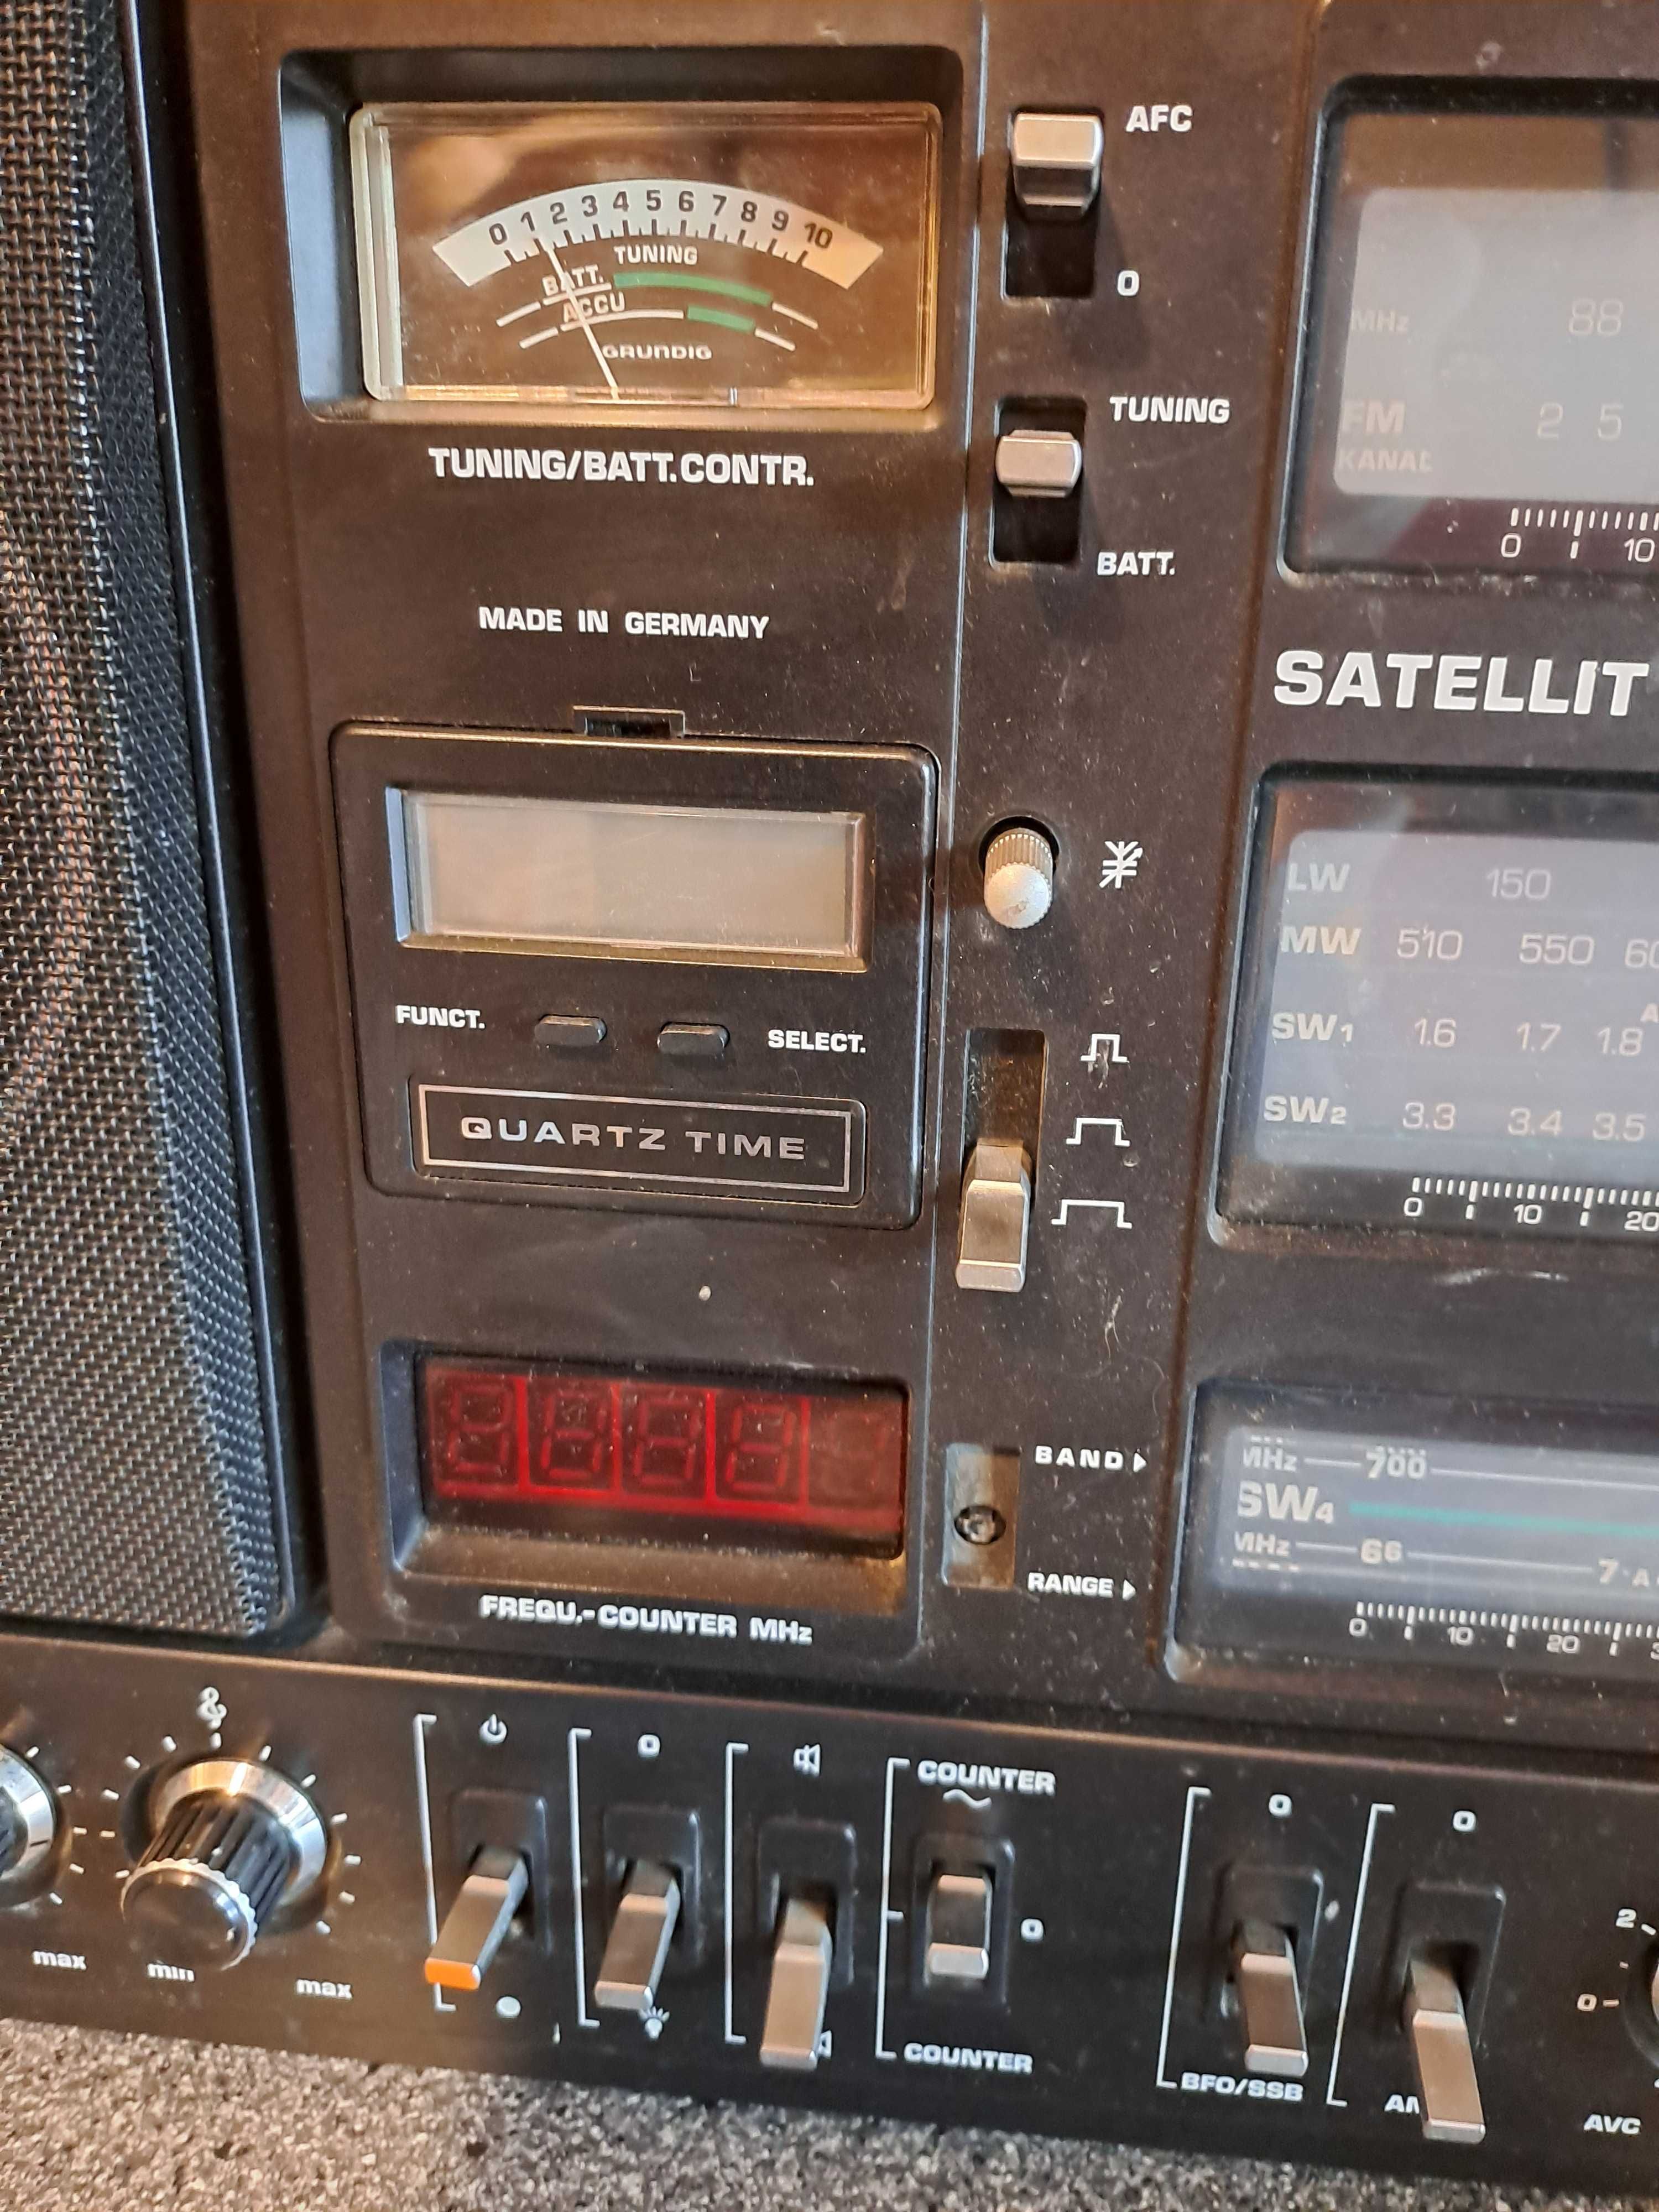 0 1 2 3 4 5 6 7 8 9 10
TUNING
BATT.
ACCU
GRUNDIG
TUNING/BATT.CONTR.
MADE IN GERMANY
FUNCT.
SELECT.
QUARTZ TIME
FREQU.-COUNTER MHz
AFC
0
TUNING
BATT.
BAND
RANGE
MHz 88
FM 2 5
KANAL
0 10
SATELLIT
LW 150
MW 510 550
SW1 1.6 1.7 1.8
SW2 3.3 3.4 3.5
0 10 20
MHz 700
SW4
MHz 66 7
0 10 20
max
min
max
0
COUNTER
0
COUNTER
0
BFO/SSB
0
2
0
AVC